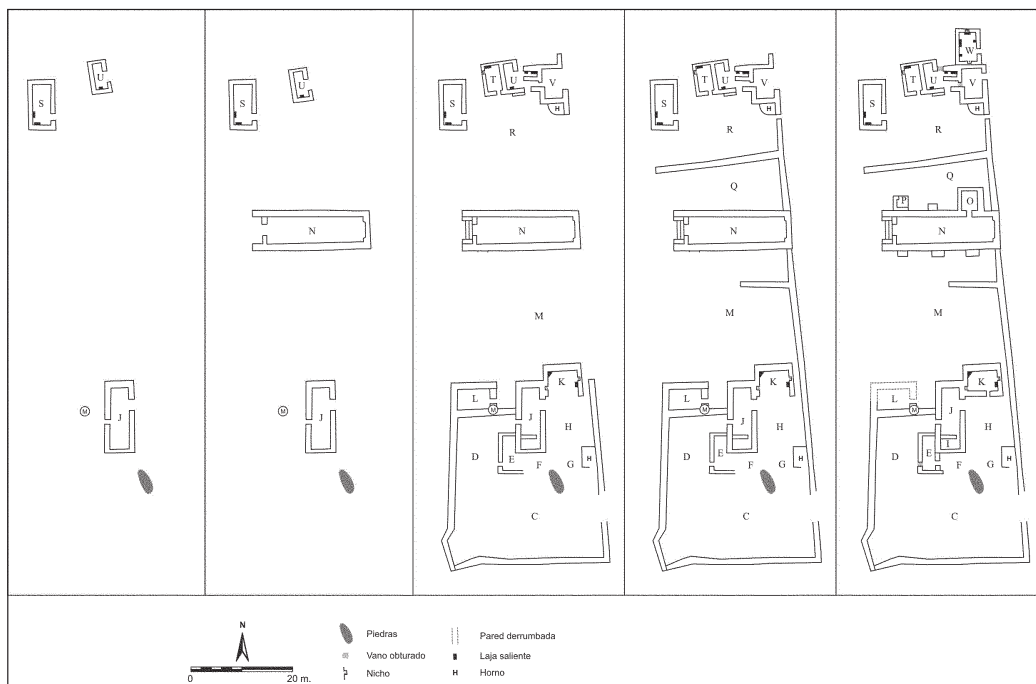 U
S
M
J
U
S
N
M
J
T
U
V
S
H
R
N
M
K
L
M
J
H
D
E
F
G
H
C
T
U
V
S
H
R
Q
N
M
K
L
M
J
H
D
E
F
G
H
C
W
T
U
V
S
H
R
Q
P
O
N
M
K
L
M
J
H
D
E
I
F
G
H
C
N
0 20 m.
Piedras
Vano obturado
Nicho
Pared derrumbada
Laja saliente
H Horno